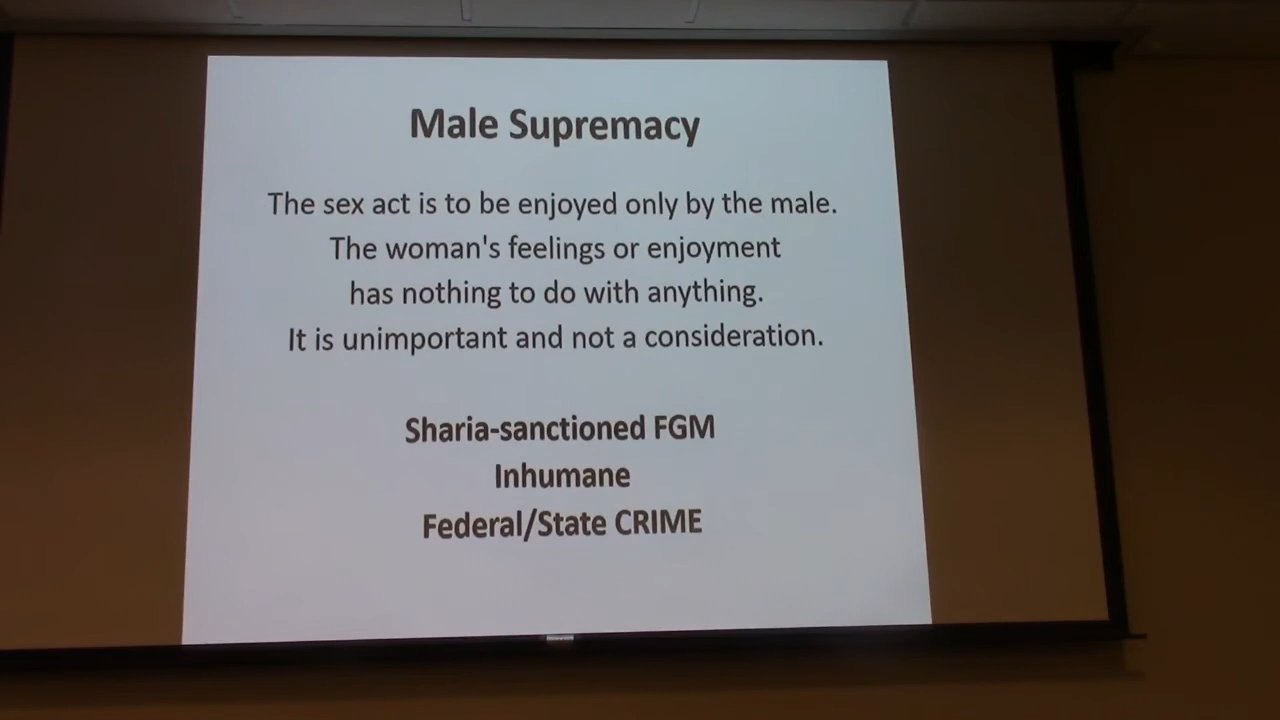 Male Supremacy
The sex act is to be enjoyed only by the male.
The woman's feelings or enjoyment
has nothing to do with anything.
It is unimportant and not a consideration.
Sharia-sanctioned FGM
Inhumane
Federal/State CRIME